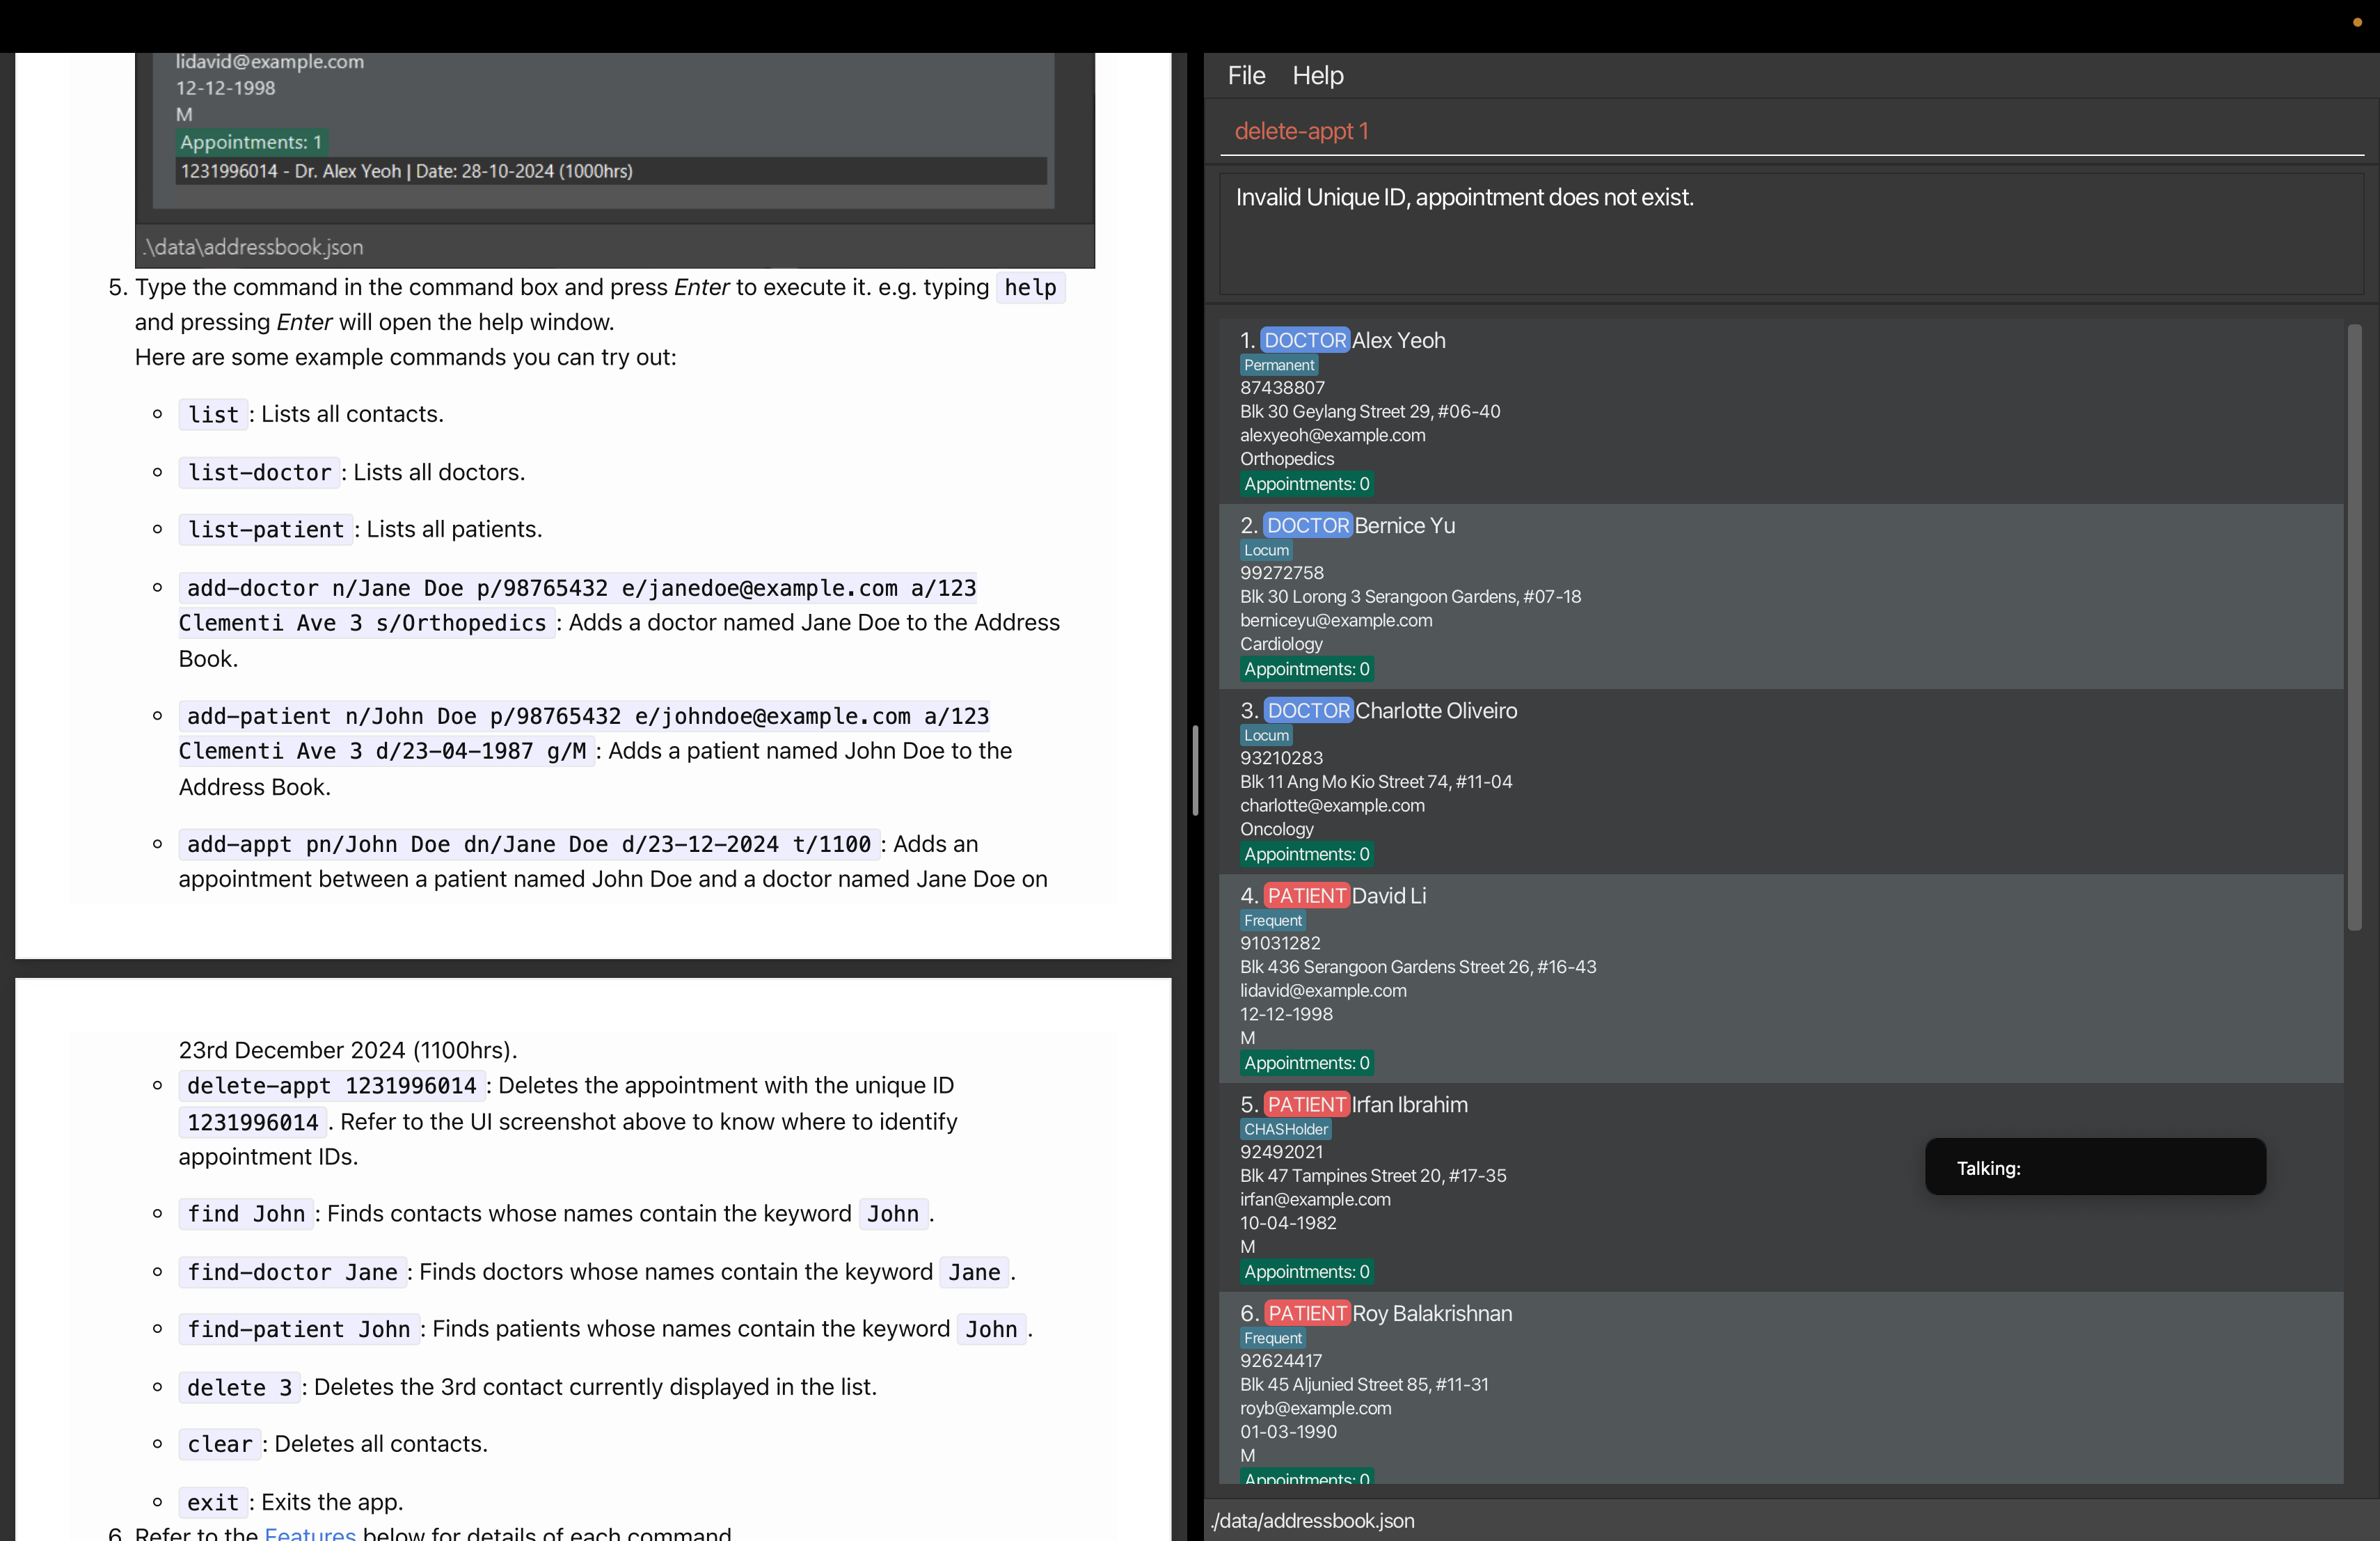 lidavid@example.com
12-12-1998
M
Appointments: 1
1231996014 - Dr. Alex Yeoh | Date: 28-10-2024 (1000hrs)
.\data\addressbook.json
5. Type the command in the command box and press Enter to execute it. e.g. typing help
and pressing Enter will open the help window.
Here are some example commands you can try out:
list : Lists all contacts.
list-doctor : Lists all doctors.
list-patient : Lists all patients.
add-doctor n/Jane Doe p/98765432 e/janedoe@example.com a/123
Clementi Ave 3 s/Orthopedics : Adds a doctor named Jane Doe to the Address
Book.
add-patient n/John Doe p/98765432 e/johndoe@example.com a/123
Clementi Ave 3 d/23-04-1987 g/M : Adds a patient named John Doe to the
Address Book.
add-appt pn/John Doe dn/Jane Doe d/23-12-2024 t/1100 : Adds an
appointment between a patient named John Doe and a doctor named Jane Doe on
23rd December 2024 (1100hrs).
delete-appt 1231996014 : Deletes the appointment with the unique ID
1231996014 . Refer to the UI screenshot above to know where to identify
appointment IDs.
find John : Finds contacts whose names contain the keyword John .
find-doctor Jane : Finds doctors whose names contain the keyword Jane .
find-patient John : Finds patients whose names contain the keyword John .
delete 3 : Deletes the 3rd contact currently displayed in the list.
clear : Deletes all contacts.
exit : Exits the app.
6. Refer to the Features below for details of each command
File Help
delete-appt 1
Invalid Unique ID, appointment does not exist.
1. DOCTOR Alex Yeoh
Permanent
87438807
Blk 30 Geylang Street 29, #06-40
alexyeoh@example.com
Orthopedics
Appointments: 0
2. DOCTOR Bernice Yu
Locum
99272758
Blk 30 Lorong 3 Serangoon Gardens, #07-18
berniceyu@example.com
Cardiology
Appointments: 0
3. DOCTOR Charlotte Oliveiro
Locum
93210283
Blk 11 Ang Mo Kio Street 74, #11-04
charlotte@example.com
Oncology
Appointments: 0
4. PATIENT David Li
Frequent
91031282
Blk 436 Serangoon Gardens Street 26, #16-43
lidavid@example.com
12-12-1998
M
Appointments: 0
5. PATIENT Irfan Ibrahim
CHASHolder
92492021
Blk 47 Tampines Street 20, #17-35
irfan@example.com
10-04-1982
M
Appointments: 0
Talking:
6. PATIENT Roy Balakrishnan
Frequent
92624417
Blk 45 Aljunied Street 85, #11-31
royb@example.com
01-03-1990
M
Appointments: 0
./data/addressbook.json